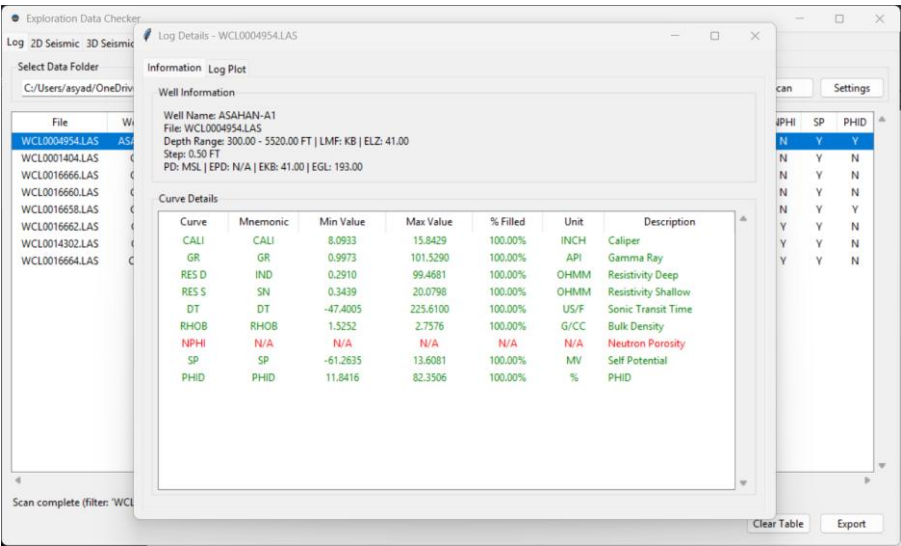 Exploration Data Checker
Log 2D Seismic 3D Seismic
Select Data Folder
C:/Users/asyad/OneDriv
Settings
File NPHI SP PHID
WCL0004954.LAS N Y Y
WCL0001404.LAS N Y N
WCL0016666.LAS N Y N
WCL0016660.LAS N Y N
WCL0016658.LAS N Y Y
WCL0016662.LAS Y Y N
WCL0014302.LAS Y Y N
WCL0016664.LAS Y Y N
Scan complete (filter: 'WCL
Clear Table Export
Log Details - WCL0004954.LAS
Information Log Plot
Well Information
Well Name: ASAHAN-A1
File: WCL0004954.LAS
Depth Range: 300.00 - 5520.00 FT | LMF: KB | ELZ: 41.00
Step: 0.50 FT
PD: MSL | EPD: N/A | EKB: 41.00 | EGL: 193.00
Curve Details
Curve Mnemonic Min Value Max Value % Filled Unit Description
CALI CALI 8.0933 15.8429 100.00% INCH Caliper
GR GR 0.9973 101.5290 100.00% API Gamma Ray
RES D IND 0.2910 99.4681 100.00% OHMM Resistivity Deep
RES S SN 0.3439 20.0798 100.00% OHMM Resistivity Shallow
DT DT -47.4005 225.6100 100.00% US/F Sonic Transit Time
RHOB RHOB 1.5252 2.7576 100.00% G/CC Bulk Density
NPHI N/A N/A N/A N/A N/A Neutron Porosity
SP SP -61.2635 13.6081 100.00% MV Self Potential
PHID PHID 11.8416 82.3506 100.00% % PHID